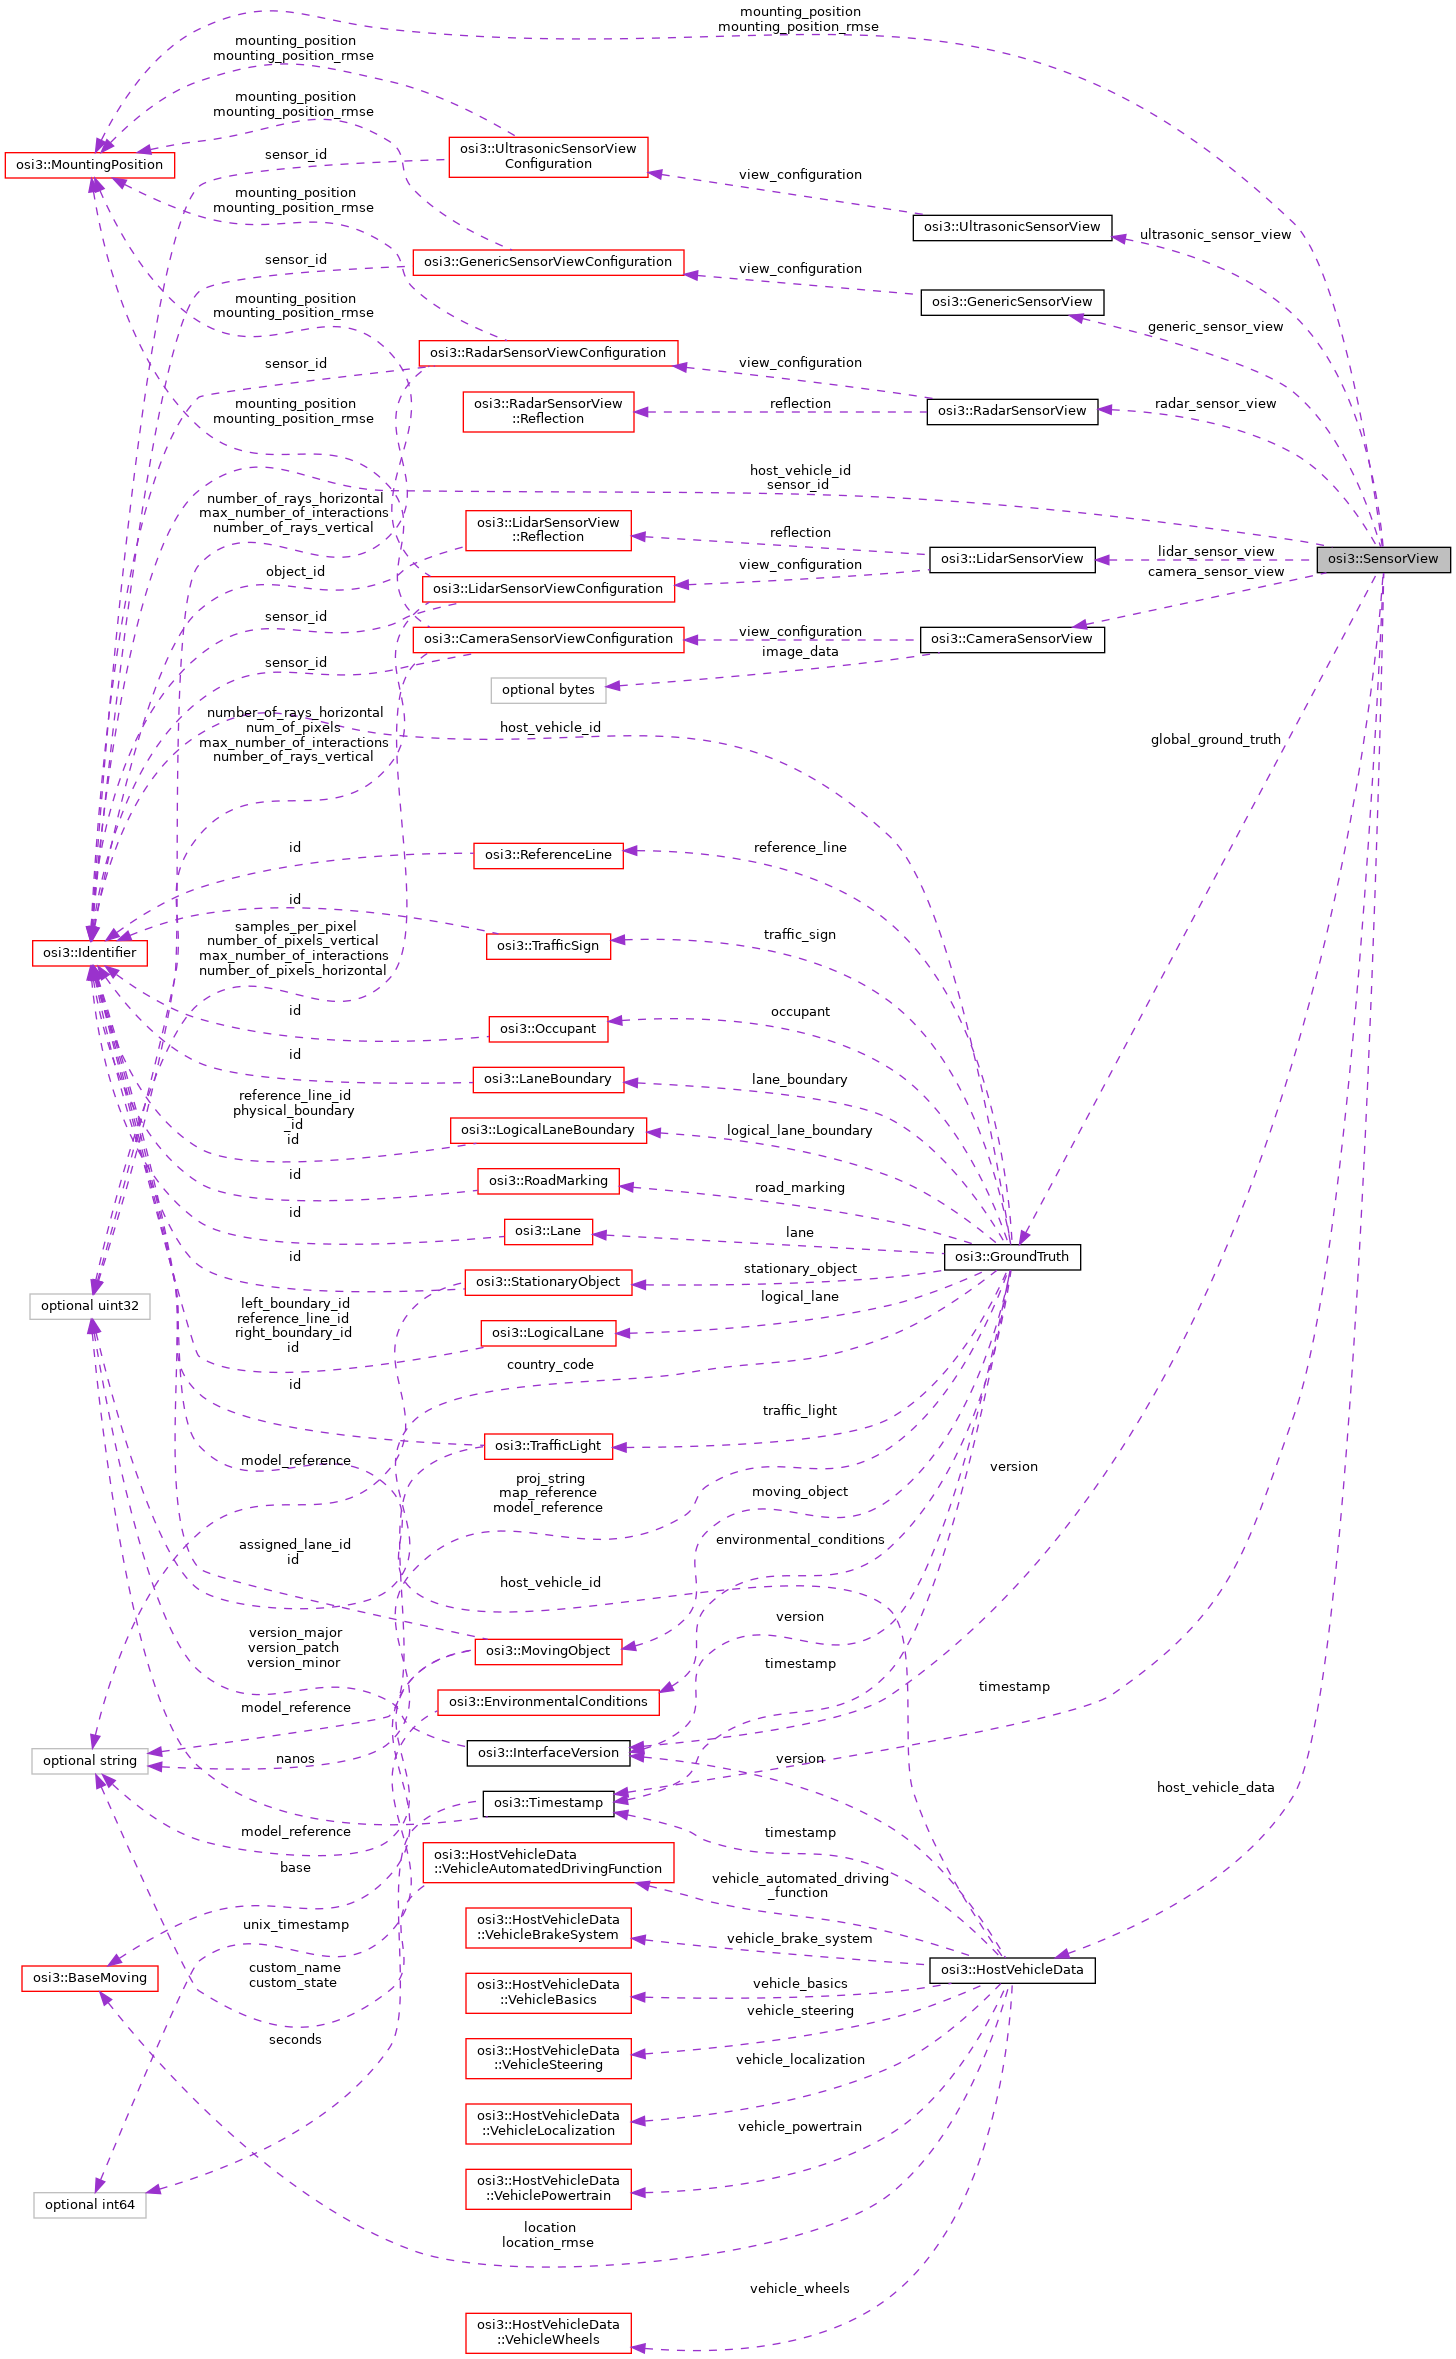 mounting_position
mounting_position_rmse
mounting_position
mounting_position_rmse
mounting_position
mounting_position_rmse
osi3::UltrasonicSensorView
Configuration
sensor_id
osi3::MountingPosition
view_configuration
mounting_position
mounting_position_rmse
osi3::UltrasonicSensorView
ultrasonic_sensor_view
sensor_id
osi3::GenericSensorViewConfiguration
view_configuration
mounting_position
mounting_position_rmse
osi3::GenericSensorView
generic_sensor_view
osi3::RadarSensorViewConfiguration
sensor_id
view_configuration
mounting_position
mounting_position_rmse
osi3::RadarSensorView
::Reflection
reflection
osi3::RadarSensorView
radar_sensor_view
host_vehicle_id
sensor_id
number_of_rays_horizontal
max_number_of_interactions
number_of_rays_vertical
osi3::LidarSensorView
::Reflection
reflection
lidar_sensor_view
osi3::LidarSensorView
osi3::SensorView
object_id
view_configuration
camera_sensor_view
osi3::LidarSensorViewConfiguration
sensor_id
view_configuration
osi3::CameraSensorViewConfiguration
osi3::CameraSensorView
image_data
sensor_id
optional bytes
number_of_rays_horizontal
num_of_pixels
max_number_of_interactions
number_of_rays_vertical
host_vehicle_id
global_ground_truth
id
osi3::ReferenceLine
reference_line
id
samples_per_pixel
number_of_pixels_vertical
max_number_of_interactions
number_of_pixels_horizontal
osi3::Identifier
osi3::TrafficSign
traffic_sign
id
osi3::Occupant
occupant
id
osi3::LaneBoundary
lane_boundary
reference_line_id
physical_boundary
_id
id
osi3::LogicalLaneBoundary
logical_lane_boundary
id
osi3::RoadMarking
road_marking
id
osi3::Lane
lane
osi3::GroundTruth
id
stationary_object
osi3::StationaryObject
optional uint32
logical_lane
left_boundary_id
reference_line_id
right_boundary_id
id
osi3::LogicalLane
country_code
id
traffic_light
osi3::TrafficLight
model_reference
version
proj_string
map_reference
model_reference
moving_object
assigned_lane_id
id
environmental_conditions
host_vehicle_id
version
version_major
version_patch
version_minor
osi3::MovingObject
timestamp
timestamp
osi3::EnvironmentalConditions
model_reference
osi3::InterfaceVersion
optional string
nanos
version
host_vehicle_data
osi3::Timestamp
model_reference
timestamp
base
osi3::HostVehicleData
::VehicleAutomatedDrivingFunction
vehicle_automated_driving
_function
unix_timestamp
osi3::HostVehicleData
::VehicleBrakeSystem
vehicle_brake_system
custom_name
custom_state
osi3::BaseMoving
osi3::HostVehicleData
osi3::HostVehicleData
::VehicleBasics
vehicle_basics
vehicle_steering
seconds
osi3::HostVehicleData
::VehicleSteering
vehicle_localization
osi3::HostVehicleData
::VehicleLocalization
vehicle_powertrain
osi3::HostVehicleData
::VehiclePowertrain
optional int64
location
location_rmse
vehicle_wheels
osi3::HostVehicleData
::VehicleWheels